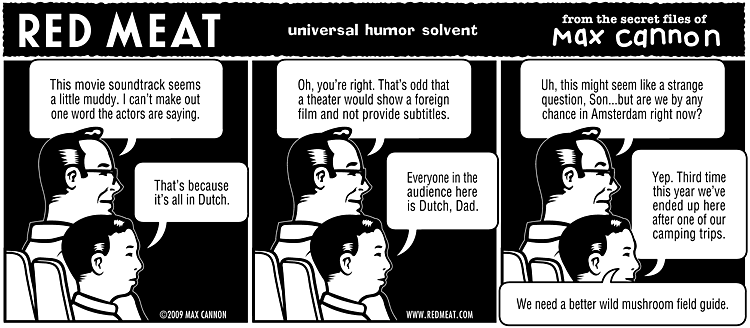 RED MEAT
universal humor solvent
from the secret files of
Max cannon
This movie soundtrack seems
a little muddy. I can't make out
one word the actors are saying.
That's because
it's all in Dutch.
©2009 MAX CANNON
Oh, you're right. That's odd that
a theater would show a foreign
film and not provide subtitles.
Everyone in the
audience here
is Dutch, Dad.
WWW.REDMEAT.COM
Uh, this might seem like a strange
question, Son...but are we by any
chance in Amsterdam right now?
Yep. Third time
this year we've
ended up here
after one of our
camping trips.
We need a better wild mushroom field guide.